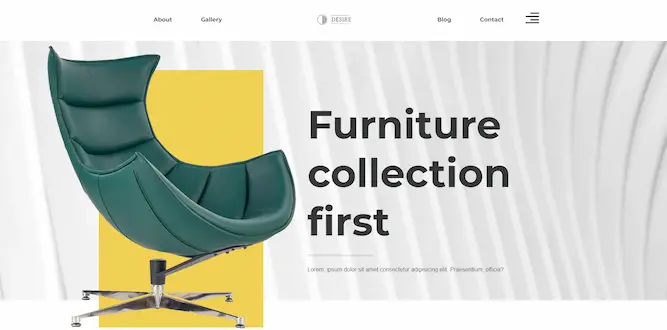 About
Gallery
DESIRE
Blog
Contact
Furniture
collection
first
Lorem, ipsum dolor sit amet consectetur adipisicing elit. Praesentium, officia?